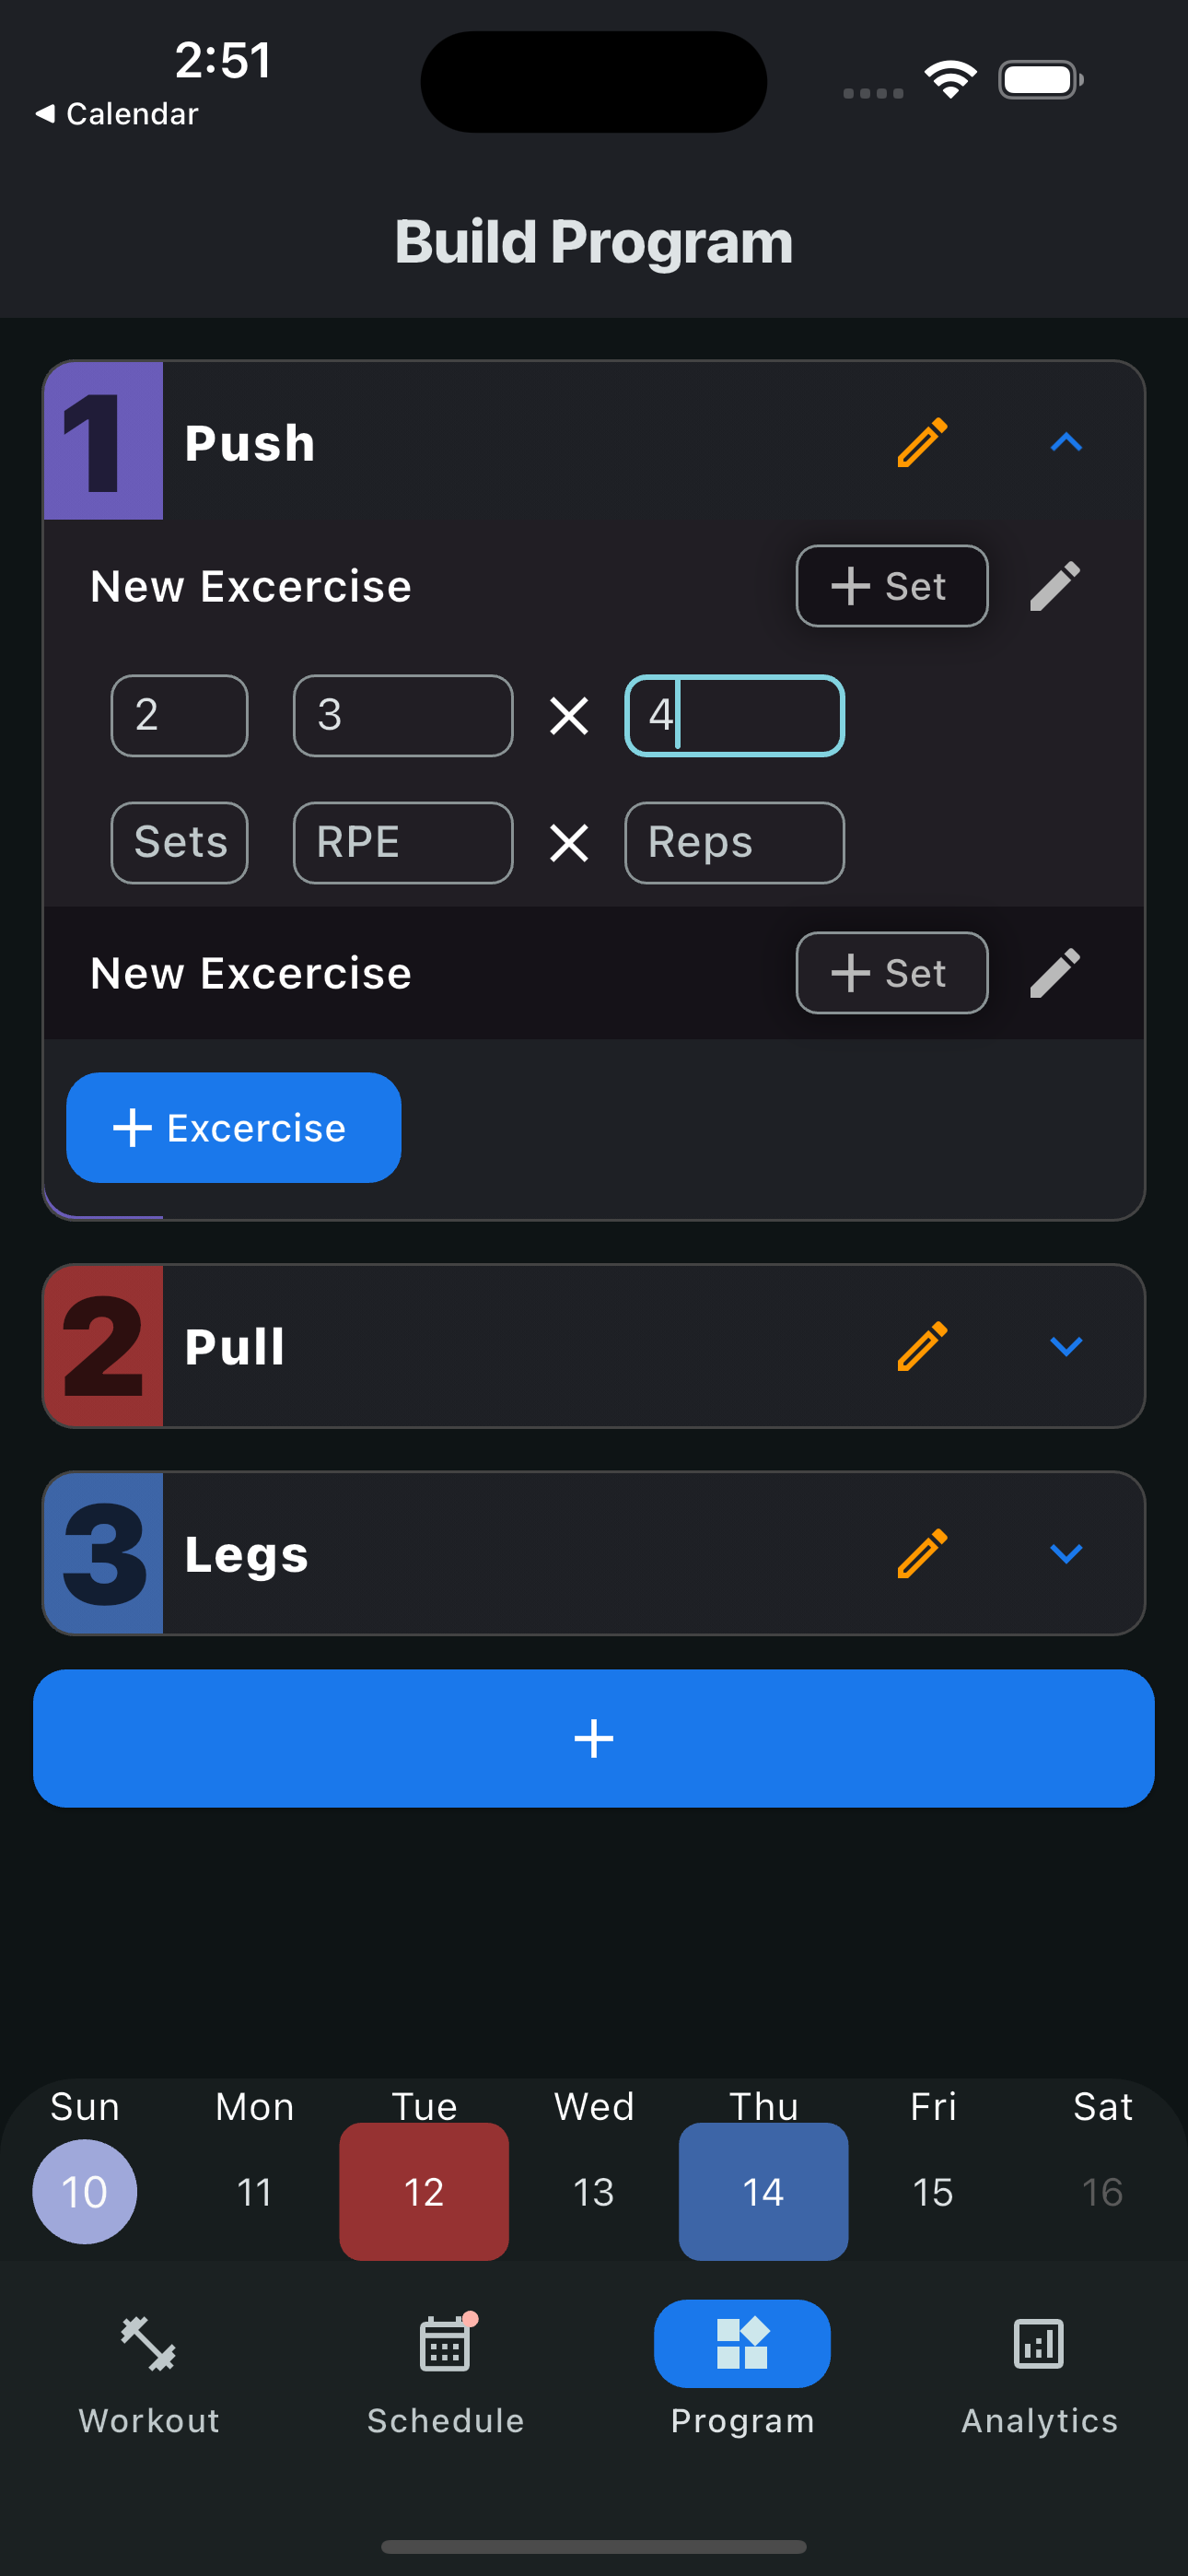 2:51
Calendar
Build Program
1 Push
New Excercise + Set
2 3 × 4
Sets RPE × Reps
New Excercise + Set
+ Excercise
2 Pull
3 Legs
+
Sun Mon Tue Wed Thu Fri Sat
10 11 12 13 14 15 16
Workout Schedule Program Analytics